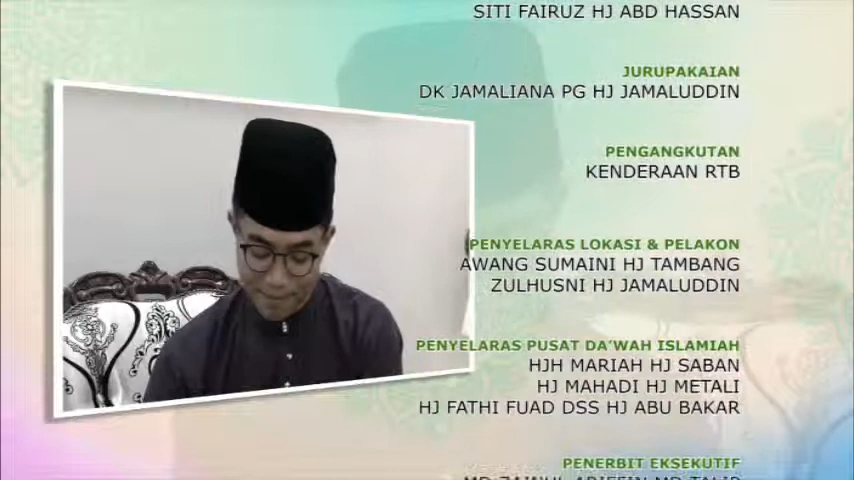 SITI FAIRUZ HJ ABD HASSAN
JURUPAKAIAN
DK JAMALIANA PG HJ JAMALUDDIN
PENGANGKUTAN
KENDERAAN RTB
PENYELARAS LOKASI & PELAKON
AWANG SUMAINI HJ TAMBANG
ZULHUSNI HJ JAMALUDDIN
PENYELARAS PUSAT DA'WAH ISLAMIAH
HJH MARIAH HJ SABAN
HJ MAHADI HJ METALI
HJ FATHI FUAD DSS HJ ABU BAKAR
PENERBIT EKSEKUTIF